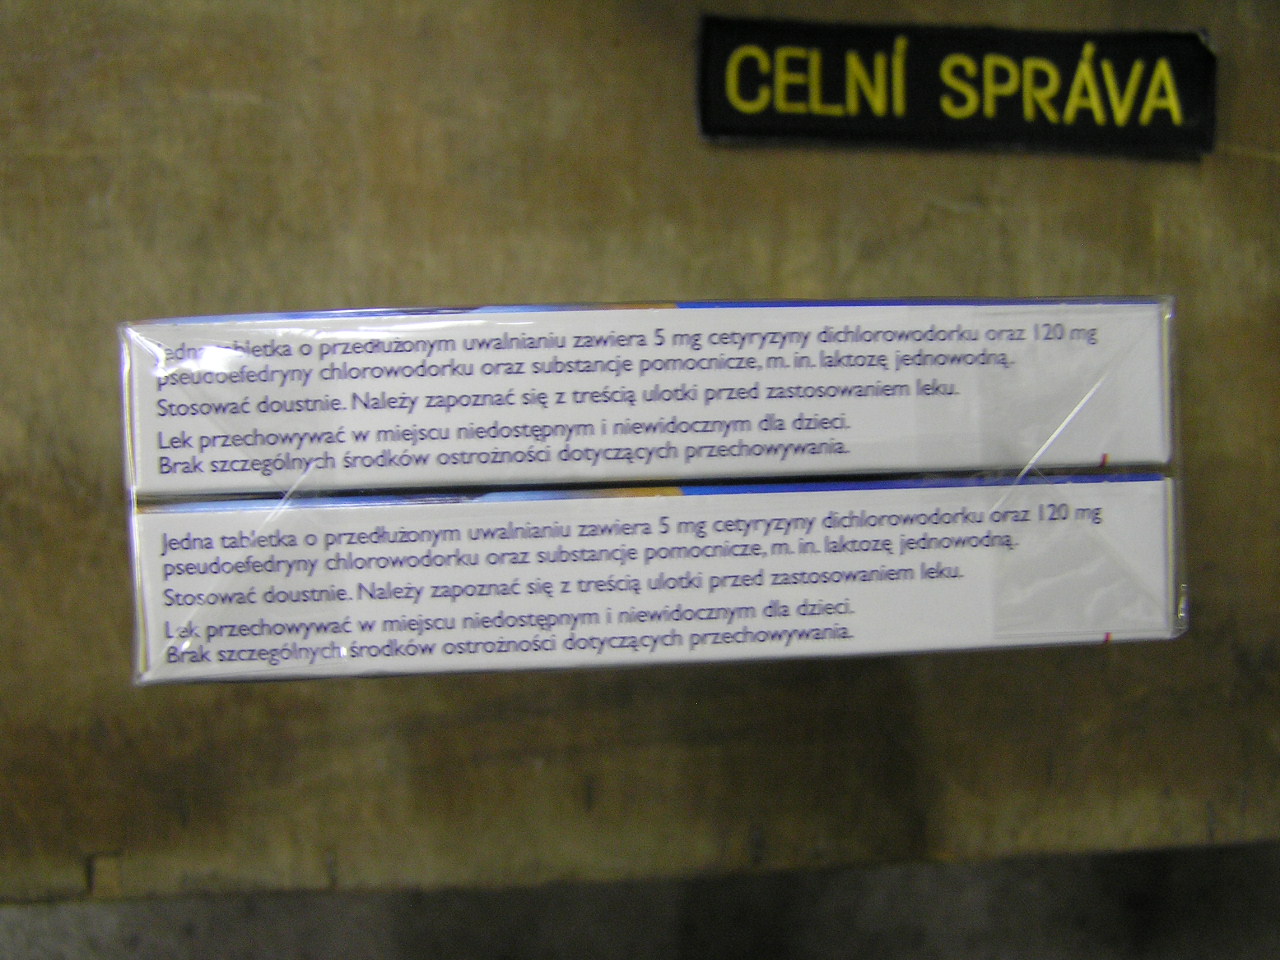 CELNÍ SPRÁVA
Jedna tabletka o przedłużonym uwalnianiu zawiera 5 mg cetyryzyny dichlorowodorku oraz 120 mg
pseudoefedryny chlorowodorku oraz substancje pomocnicze, m. in. laktozę jednowodną.
Stosować doustnie. Należy zapoznać się z treścią ulotki przed zastosowaniem leku.
Lek przechowywać w miejscu niedostępnym i niewidocznym dla dzieci.
Brak szczególnych środków ostrożności dotyczących przechowywania.
Jedna tabletka o przedłużonym uwalnianiu zawiera 5 mg cetyryzyny dichlorowodorku oraz 120 mg
pseudoefedryny chlorowodorku oraz substancje pomocnicze, m. in. laktozę jednowodną.
Stosować doustnie. Należy zapoznać się z treścią ulotki przed zastosowaniem leku.
Lek przechowywać w miejscu niedostępnym i niewidocznym dla dzieci.
Brak szczególnych środków ostrożności dotyczących przechowywania.